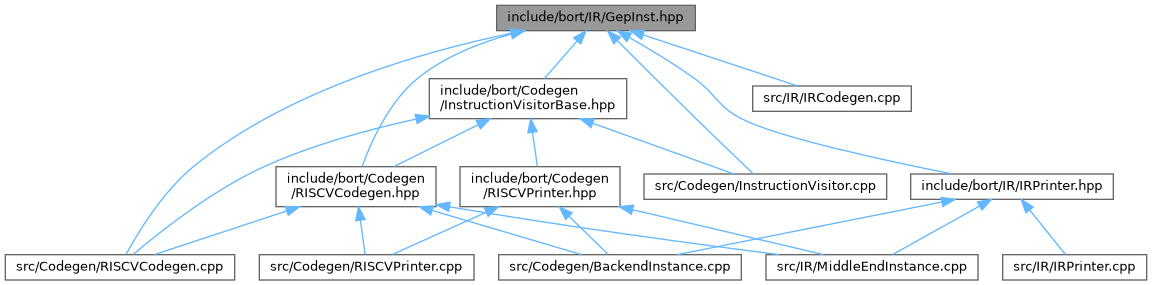 include/bort/IR/GepInst.hpp
include/bort/Codegen
/InstructionVisitorBase.hpp
src/IR/IRCodegen.cpp
include/bort/Codegen
/RISCVCodegen.hpp
include/bort/Codegen
/RISCVPrinter.hpp
src/Codegen/InstructionVisitor.cpp
include/bort/IR/IRPrinter.hpp
src/Codegen/RISCVCodegen.cpp
src/Codegen/RISCVPrinter.cpp
src/Codegen/BackendInstance.cpp
src/IR/MiddleEndInstance.cpp
src/IR/IRPrinter.cpp